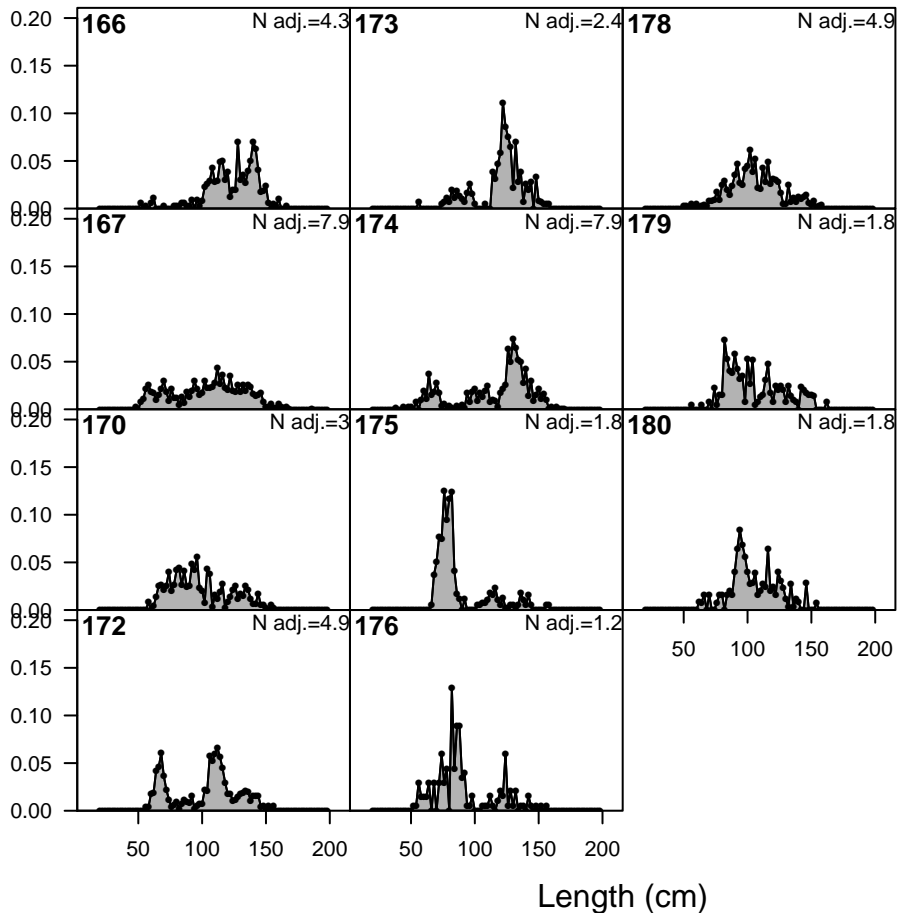 166 N adj.=4.3 173 N adj.=2.4 178 N adj.=4.9
0.20
0.15
0.10
0.05
0.00
167 N adj.=7.9 174 N adj.=7.9 179 N adj.=1.8
0.20
0.15
0.10
0.05
0.00
170 N adj.=3 175 N adj.=1.8 180 N adj.=1.8
0.20
0.15
0.10
0.05
0.00
50 100 150 200
172 N adj.=4.9 176 N adj.=1.2
0.20
0.15
0.10
0.05
0.00
50 100 150 200 50 100 150 200
Length (cm)